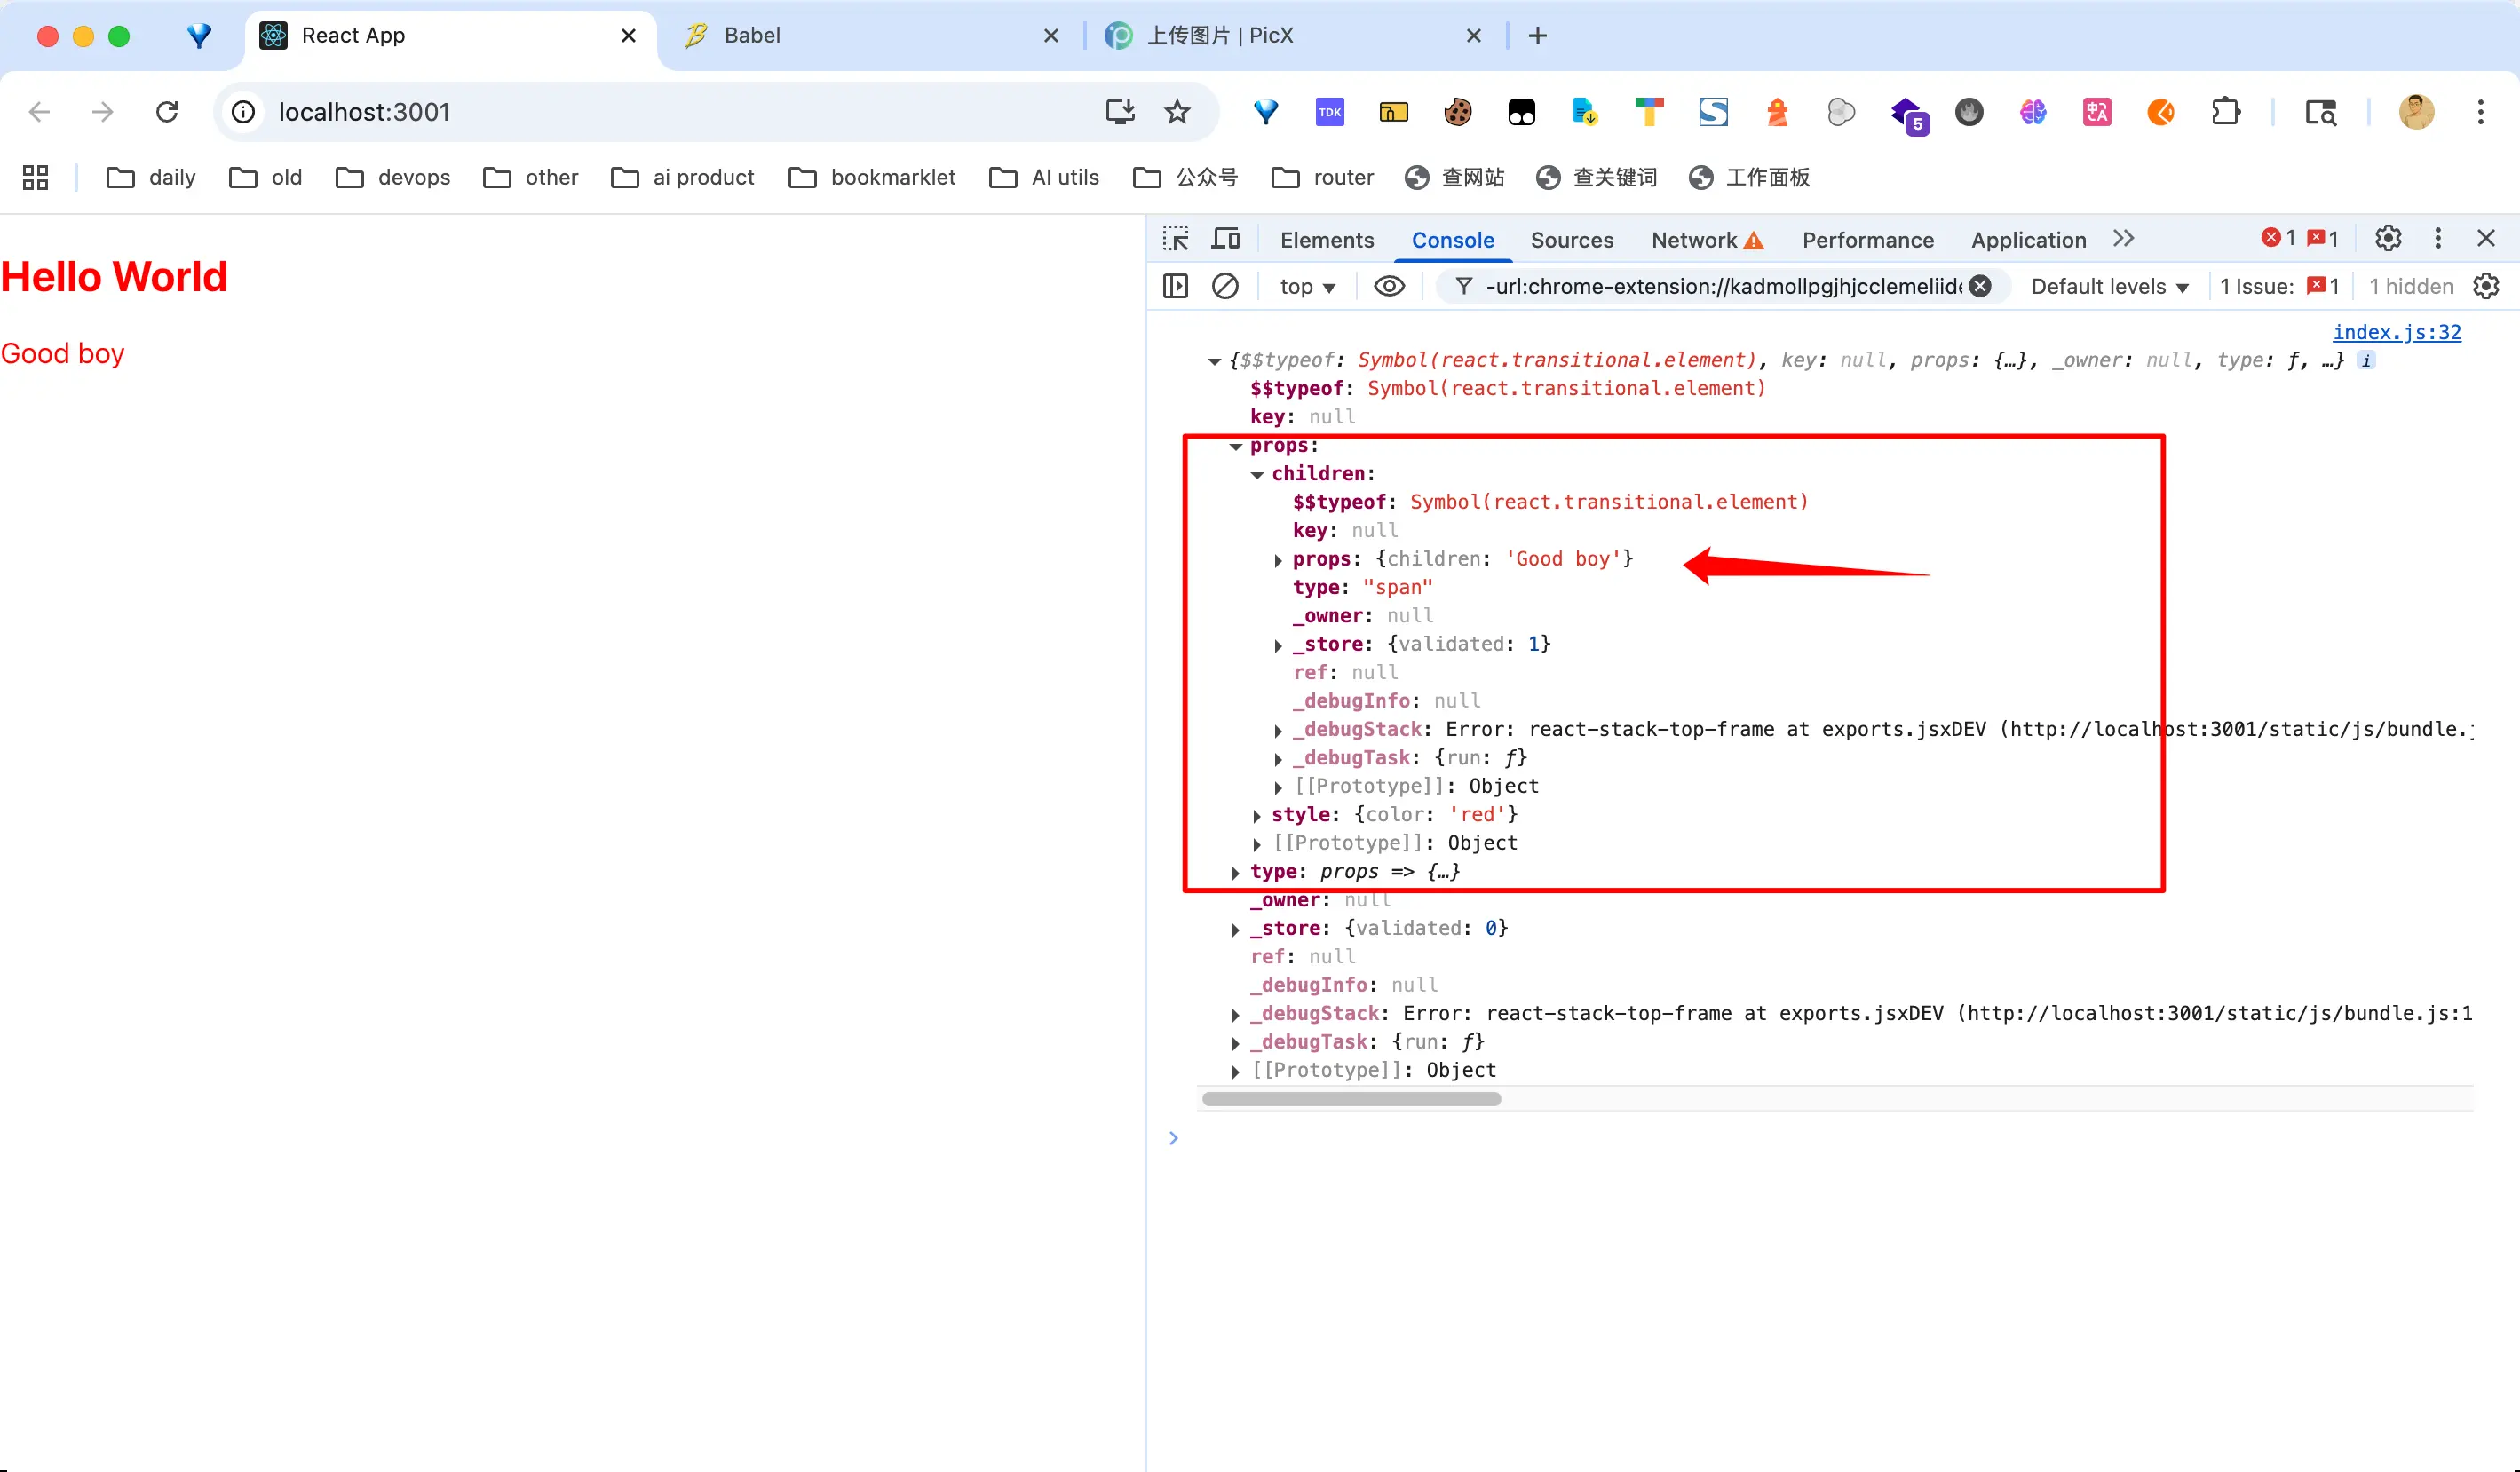 React App
Babel
上传图片 | PicX
localhost:3001
TDK
5
daily
old
devops
other
ai product
bookmarklet
AI utils
公众号
router
查网站
查关键词
工作面板
Hello World
Good boy
Elements
Console
Sources
Network
Performance
Application
1
1
top
-url:chrome-extension://kadmollpgjhjcclemeliide
Default levels
1 Issue:
1
1 hidden
index.js:32
{$$typeof: Symbol(react.transitional.element), key: null, props: {…}, _owner: null, type: ƒ, …}
$$typeof: Symbol(react.transitional.element)
key: null
props:
children:
$$typeof: Symbol(react.transitional.element)
key: null
props: {children: 'Good boy'}
type: "span"
_owner: null
_store: {validated: 1}
ref: null
_debugInfo: null
_debugStack: Error: react-stack-top-frame at exports.jsxDEV (http://localhost:3001/static/js/bundle.j
_debugTask: {run: ƒ}
[[Prototype]]: Object
style: {color: 'red'}
[[Prototype]]: Object
type: props => {…}
_owner: null
_store: {validated: 0}
ref: null
_debugInfo: null
_debugStack: Error: react-stack-top-frame at exports.jsxDEV (http://localhost:3001/static/js/bundle.js:1
_debugTask: {run: ƒ}
[[Prototype]]: Object